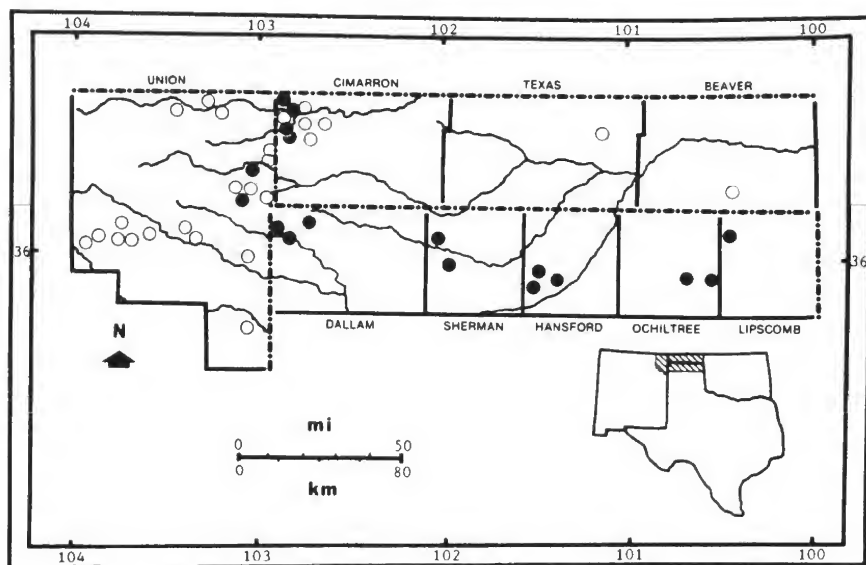 104 103 102 101 100
UNION CIMARRON TEXAS BEAVER
36 36
DALLAM SHERMAN HANSFORD OCHILTREE LIPSCOMB
N
mi
0 50
0 80
km
104 103 102 101 100